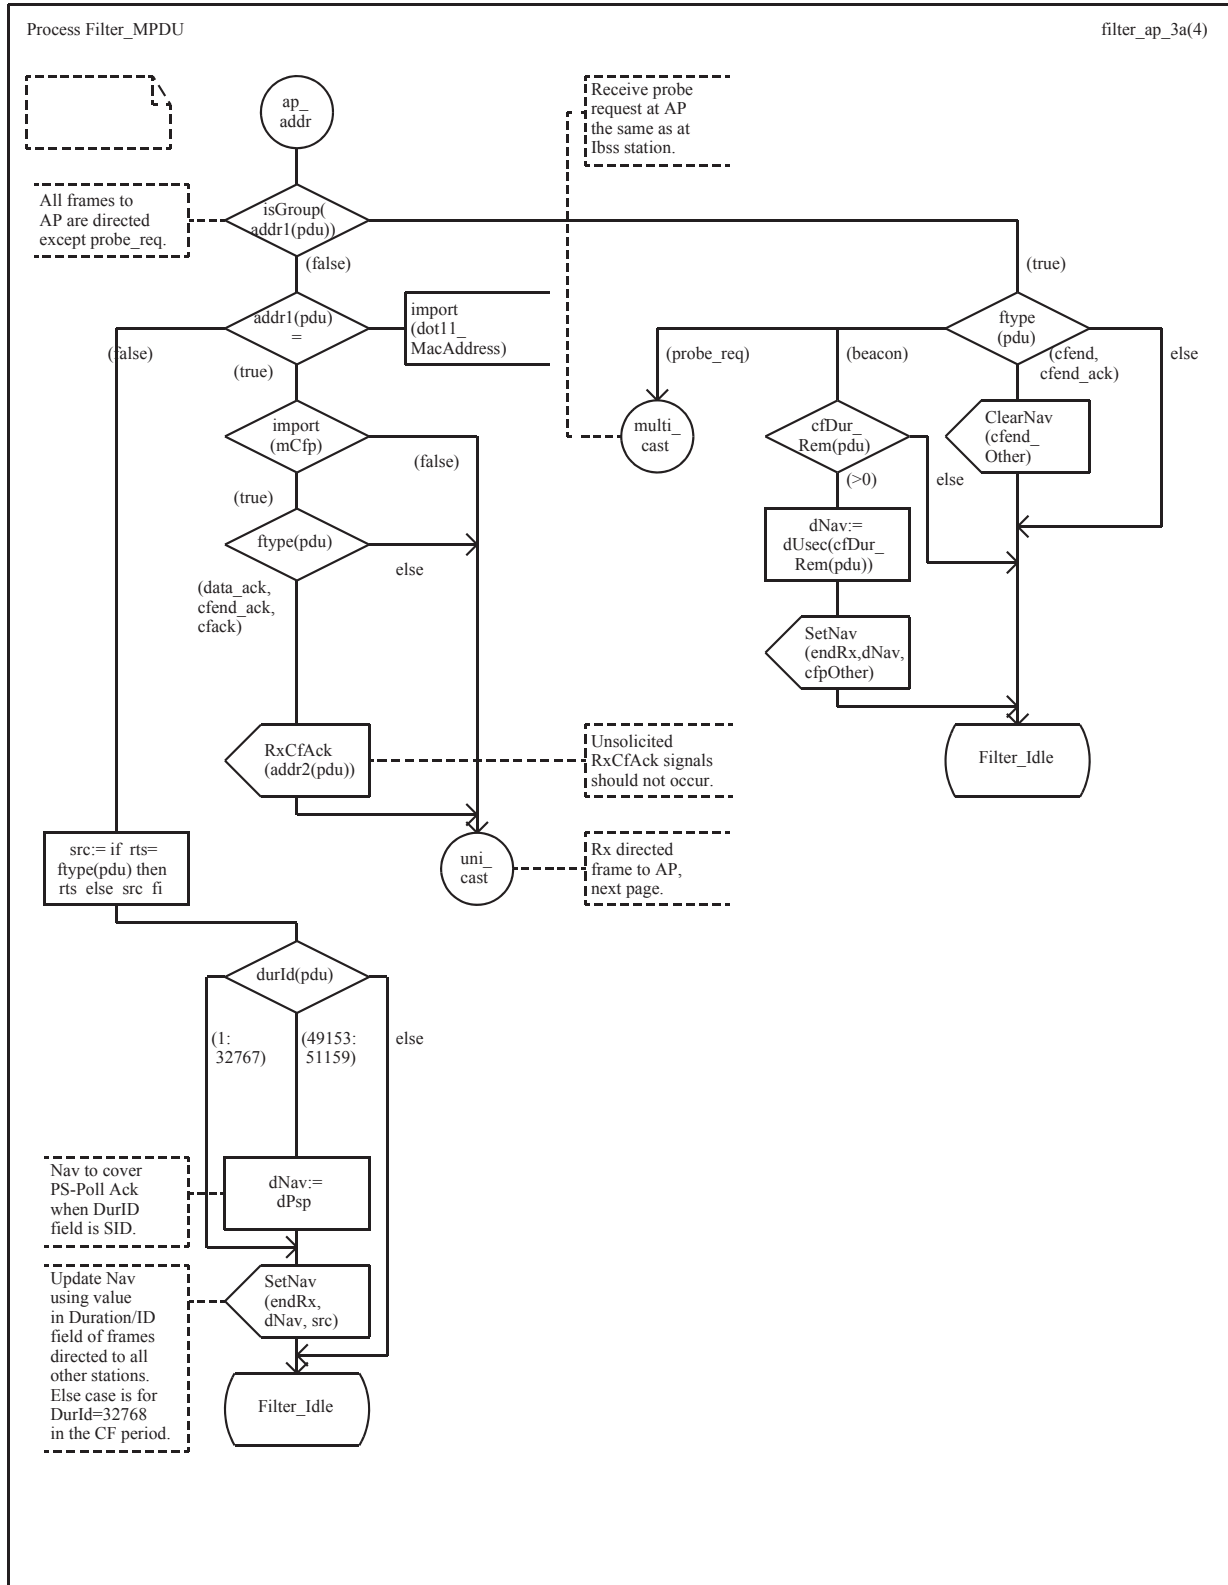 Process Filter_MPDU
filter_ap_3a(4)
ap_
addr
Receive probe
request at AP
the same as at
Ibss station.
All frames to
AP are directed
except probe_req.
isGroup(
addr1(pdu))
(false)
(true)
addr1(pdu)
=
import
(dot11_
MacAddress)
(false)
(true)
ftype
(pdu)
(probe_req)
(beacon)
(cfend,
cfend_ack)
else
import
(mCfp)
(false)
(true)
multi_
cast
cfDur_
Rem(pdu)
(>0)
else
ClearNav
(cfend_
Other)
ftype(pdu)
else
(data_ack,
cfend_ack,
cfack)
dNav:=
dUsec(cfDur_
Rem(pdu))
SetNav
(endRx,dNav,
cfpOther)
RxCfAck
(addr2(pdu))
Unsolicited
RxCfAck signals
should not occur.
Filter_Idle
src:= if rts=
ftype(pdu) then
rts else src fi
uni_
cast
Rx directed
frame to AP,
next page.
durId(pdu)
(1:
32767)
(49153:
51159)
else
Nav to cover
PS-Poll Ack
when DurID
field is SID.
dNav:=
dPsp
Update Nav
using value
in Duration/ID
field of frames
directed to all
other stations.
Else case is for
DurId=32768
in the CF period.
SetNav
(endRx,
dNav, src)
Filter_Idle